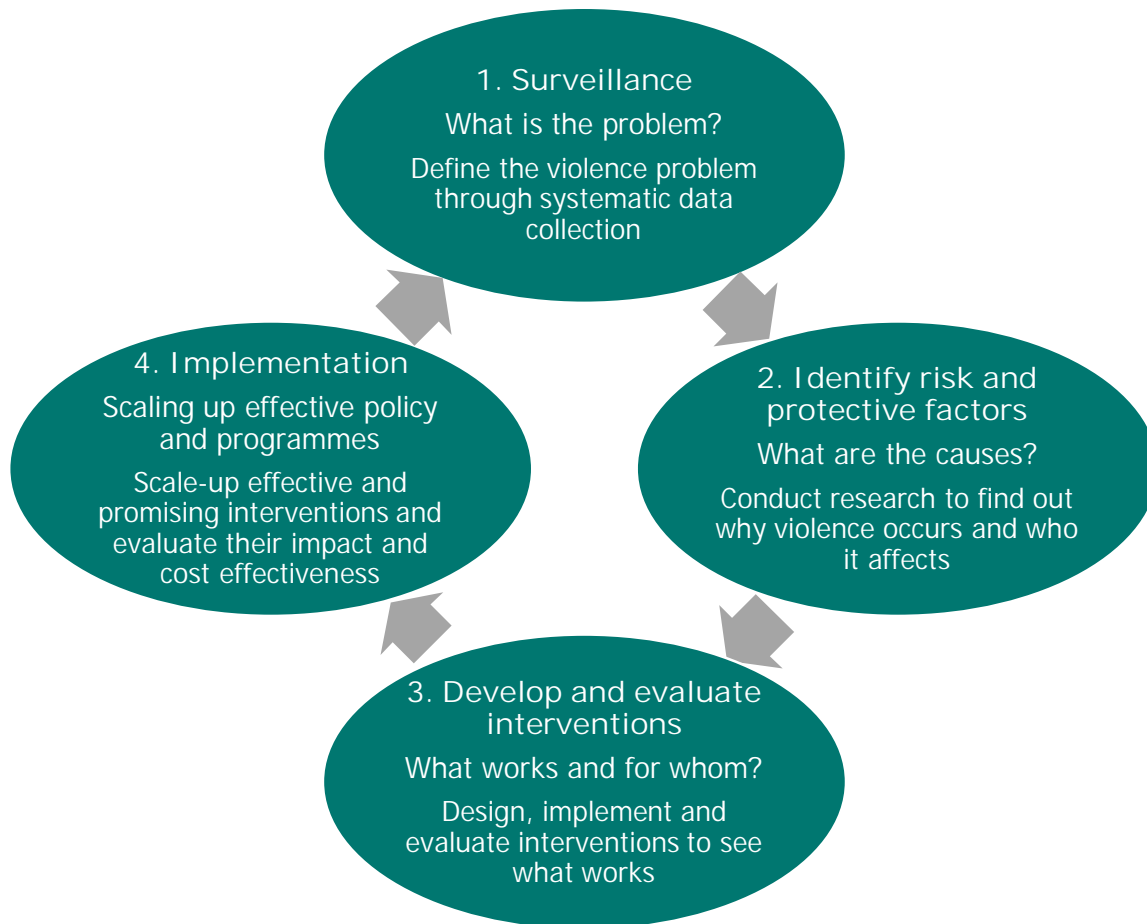 1. Surveillance
What is the problem?
Define the violence problem
through systematic data
collection
2. Identify risk and
protective factors
What are the causes?
Conduct research to find out
why violence occurs and who
it affects
3. Develop and evaluate
interventions
What works and for whom?
Design, implement and
evaluate interventions to see
what works
4. Implementation
Scaling up effective policy
and programmes
Scale-up effective and
promising interventions and
evaluate their impact and
cost effectiveness